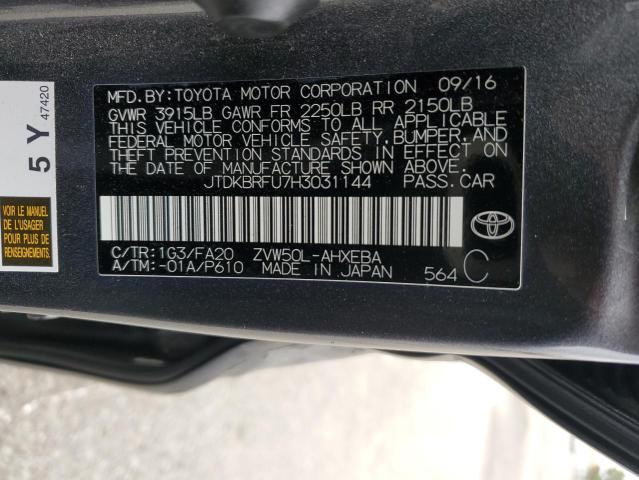 MFD.BY:TOYOTA MOTOR CORPORATION 09/16
GVWR 3915LB GAWR FR 2250LB RR 2150LB
THIS VEHICLE CONFORMS TO ALL APPLICABLE
FEDERAL MOTOR VEHICLE SAFETY,BUMPER,AND
THEFT PREVENTION STANDARDS IN EFFECT ON
THE DATE OF MANUFACTURE SHOWN ABOVE.
JTDKBRFU7H3031144 PASS.CAR
C/TR:1G3/FA20 ZVW50L-AHXEBA
A/TM:-01A/P610 MADE IN JAPAN 564 C
5 Y 47420
VOIR LE MANUEL
DE L'USAGER
POUR PLUS DE